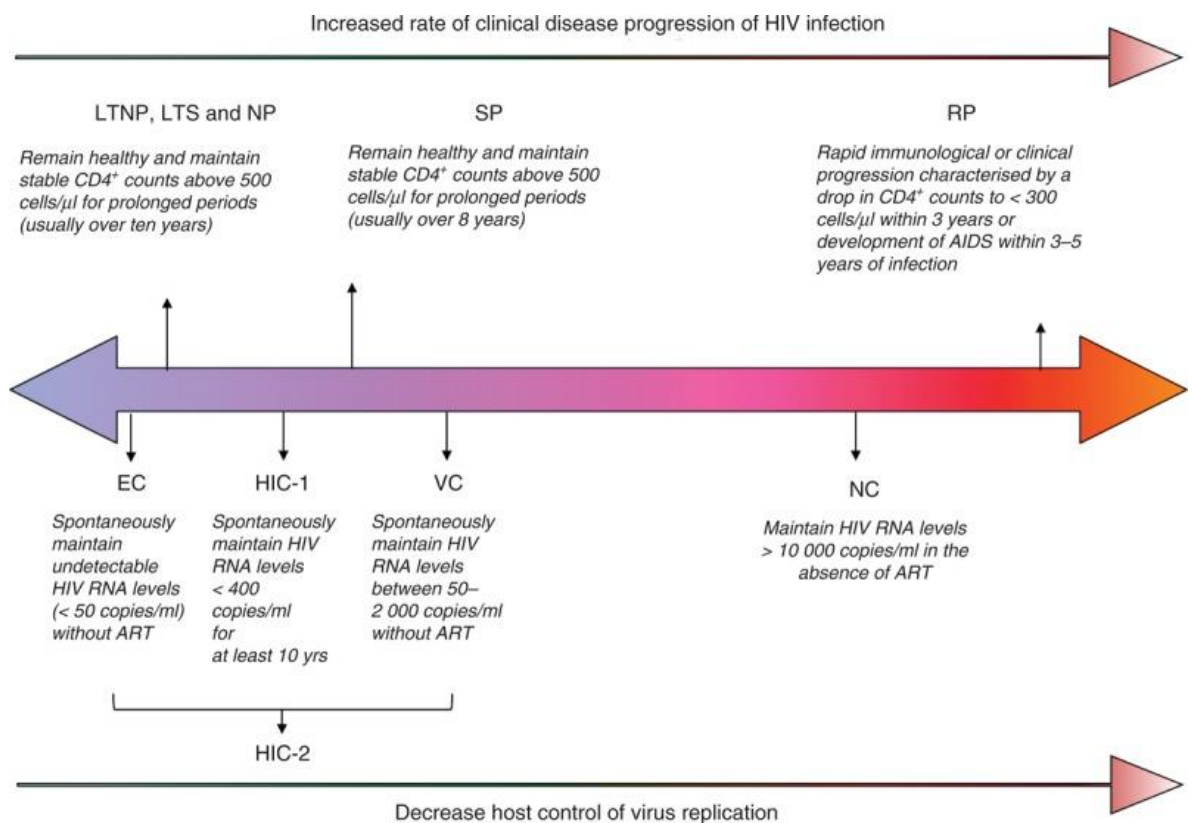 Increased rate of clinical disease progression of HIV infection
LTNP, LTS and NP
Remain healthy and maintain
stable CD4⁺ counts above 500
cells/μl for prolonged periods
(usually over ten years)
SP
Remain healthy and maintain
stable CD4⁺ counts above 500
cells/μl for prolonged periods
(usually over 8 years)
RP
Rapid immunological or clinical
progression characterised by a
drop in CD4⁺ counts to < 300
cells/μl within 3 years or
development of AIDS within 3–5
years of infection
EC
Spontaneously
maintain
undetectable
HIV RNA levels
(< 50 copies/ml)
without ART
HIC-1
Spontaneously
maintain HIV
RNA levels
< 400
copies/ml
for
at least 10 yrs
VC
Spontaneously
maintain HIV
RNA levels
between 50–
2 000 copies/ml
without ART
NC
Maintain HIV RNA levels
> 10 000 copies/ml in the
absence of ART
HIC-2
Decrease host control of virus replication